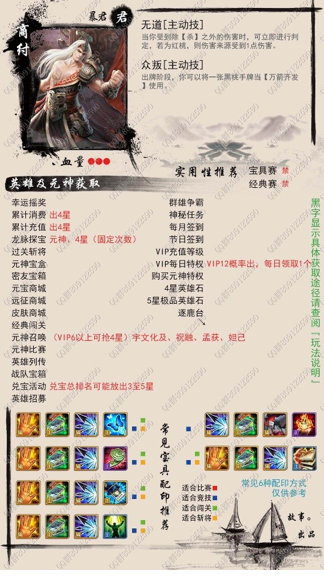 暴君
君
商纣
无道[主动技]
当你受到除【杀】之外的伤害时，可立即进行判
定，若为红桃，则伤害来源受到1点伤害。
众叛[主动技]
出牌阶段，你可以将一张黑桃手牌当【万箭齐发
】使用。
血量
实用性推荐
宝具赛 禁
经典赛 禁
英雄及元神获取
幸运摇奖
累计消费 出4星
累计充值 出4星
龙脉探宝 元神、4星（固定次数）
过关斩将
元神宝盒
密友宝箱
元宝商城
远征商城
皮肤商城
经典闯关
元神召唤（VIP6以上可抢4星）宇文化及、祝融、孟获、妲己
元神比赛
英雄列传
战队宝箱
兑宝活动 兑宝总排名可能放出3至5星
英雄招募
群雄争霸
神秘任务
每月签到
节日签到
VIP充值等级
VIP每日特权 VIP12概率出，每日领取1个
购买元神特权
4星英雄石
5星极品英雄石
逐鹿台
黑字显示具体获取途径请查阅『玩法说明』
常见宝具配印推荐
适合比赛
适合竞技
适合闯关
适合斩将
常见6种配印方式
仅供参考
故事。
出品